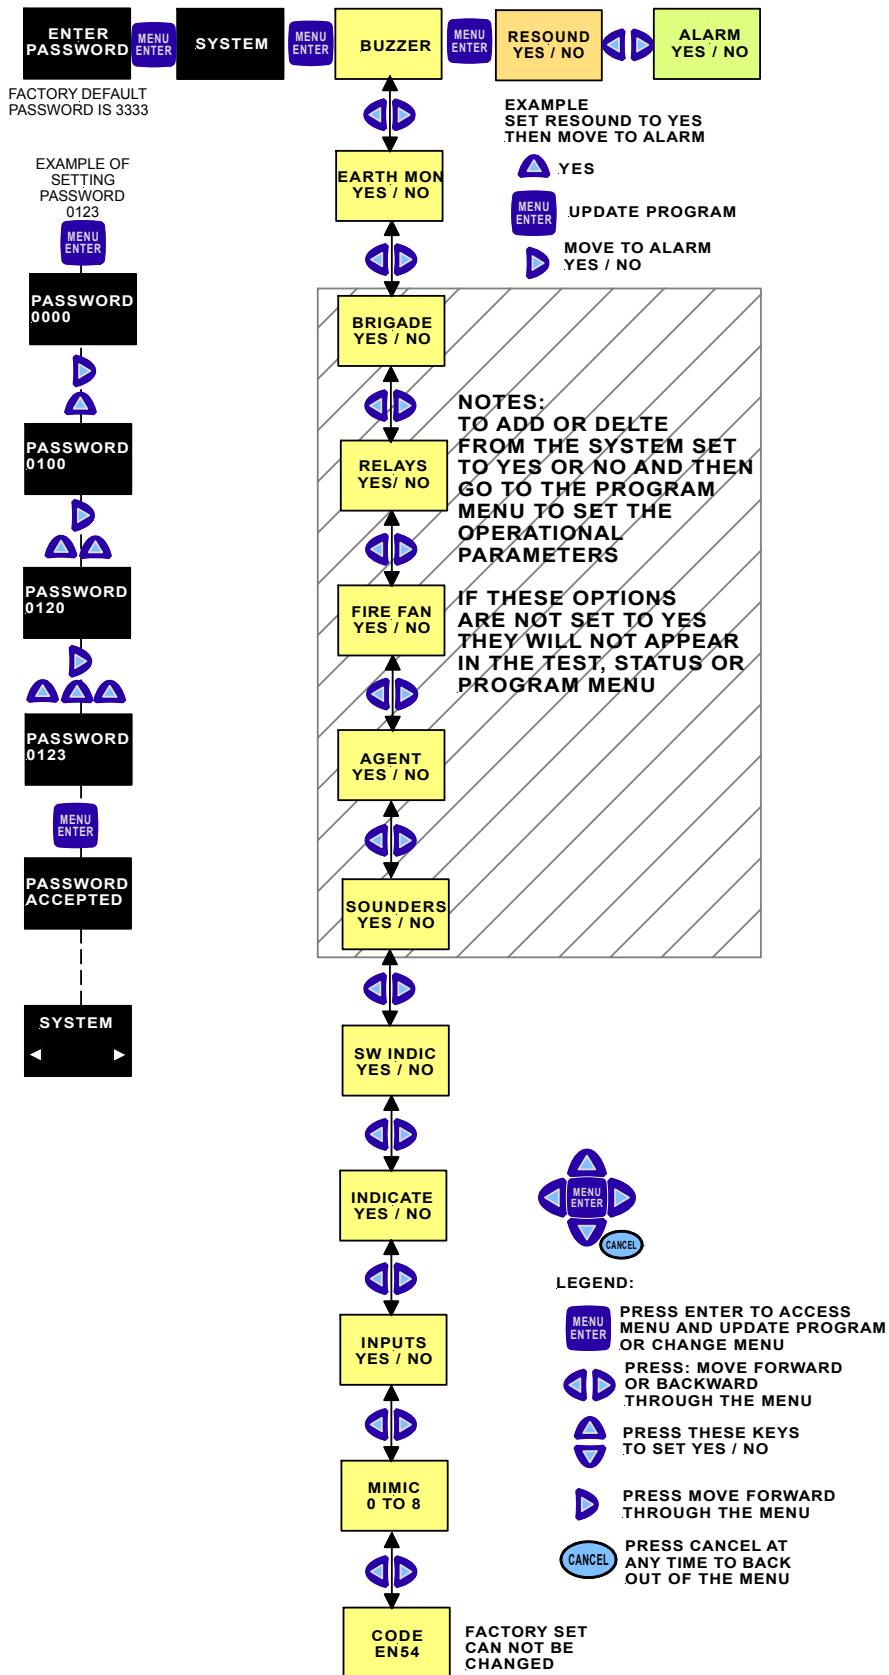 ENTER
PASSWORD
MENU
ENTER
SYSTEM
MENU
ENTER
BUZZER
MENU
ENTER
RESOUND
YES / NO
ALARM
YES / NO
FACTORY DEFAULT
PASSWORD IS 3333
EXAMPLE
SET RESOUND TO YES
THEN MOVE TO ALARM
YES
MENU
ENTER
UPDATE PROGRAM
MOVE TO ALARM
YES / NO
EXAMPLE OF
SETTING
PASSWORD
0123
MENU
ENTER
PASSWORD
0000
PASSWORD
0100
PASSWORD
0120
PASSWORD
0123
MENU
ENTER
PASSWORD
ACCEPTED
SYSTEM
EARTH MON
YES / NO
BRIGADE
YES / NO
RELAYS
YES/ NO
FIRE FAN
YES / NO
AGENT
YES / NO
SOUNDERS
YES / NO
NOTES:
TO ADD OR DELTE
FROM THE SYSTEM SET
TO YES OR NO AND THEN
GO TO THE PROGRAM
MENU TO SET THE
OPERATIONAL
PARAMETERS
IF THESE OPTIONS
ARE NOT SET TO YES
THEY WILL NOT APPEAR
IN THE TEST, STATUS OR
PROGRAM MENU
SW INDIC
YES / NO
INDICATE
YES / NO
INPUTS
YES / NO
MIMIC
0 TO 8
CODE
EN54
FACTORY SET
CAN NOT BE
CHANGED
MENU
ENTER
CANCEL
LEGEND:
MENU
ENTER
PRESS ENTER TO ACCESS
MENU AND UPDATE PROGRAM
OR CHANGE MENU
PRESS: MOVE FORWARD
OR BACKWARD
THROUGH THE MENU
PRESS THESE KEYS
TO SET YES / NO
PRESS MOVE FORWARD
THROUGH THE MENU
CANCEL
PRESS CANCEL AT
ANY TIME TO BACK
OUT OF THE MENU